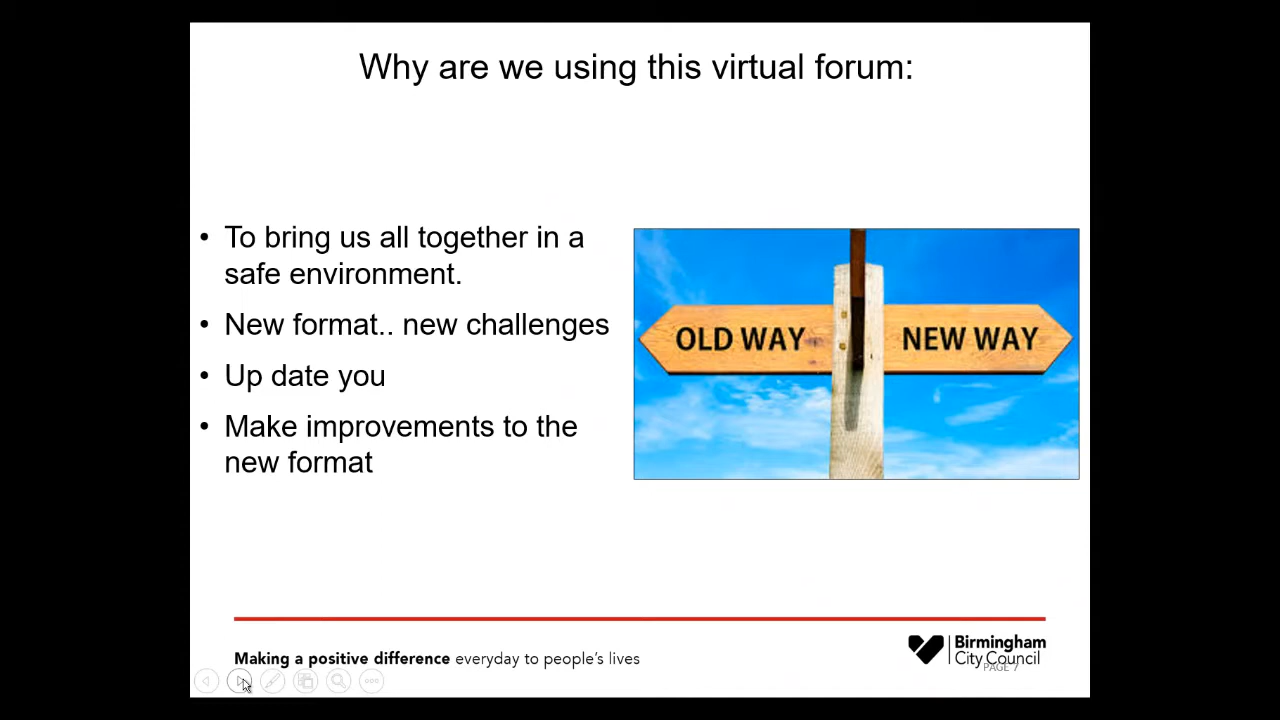 Why are we using this virtual forum:
• To bring us all together in a
safe environment.
• New format.. new challenges
• Up date you
• Make improvements to the
new format
OLD WAY
NEW WAY
Making a positive difference everyday to people's lives
Birmingham
City Council
PAGE 7